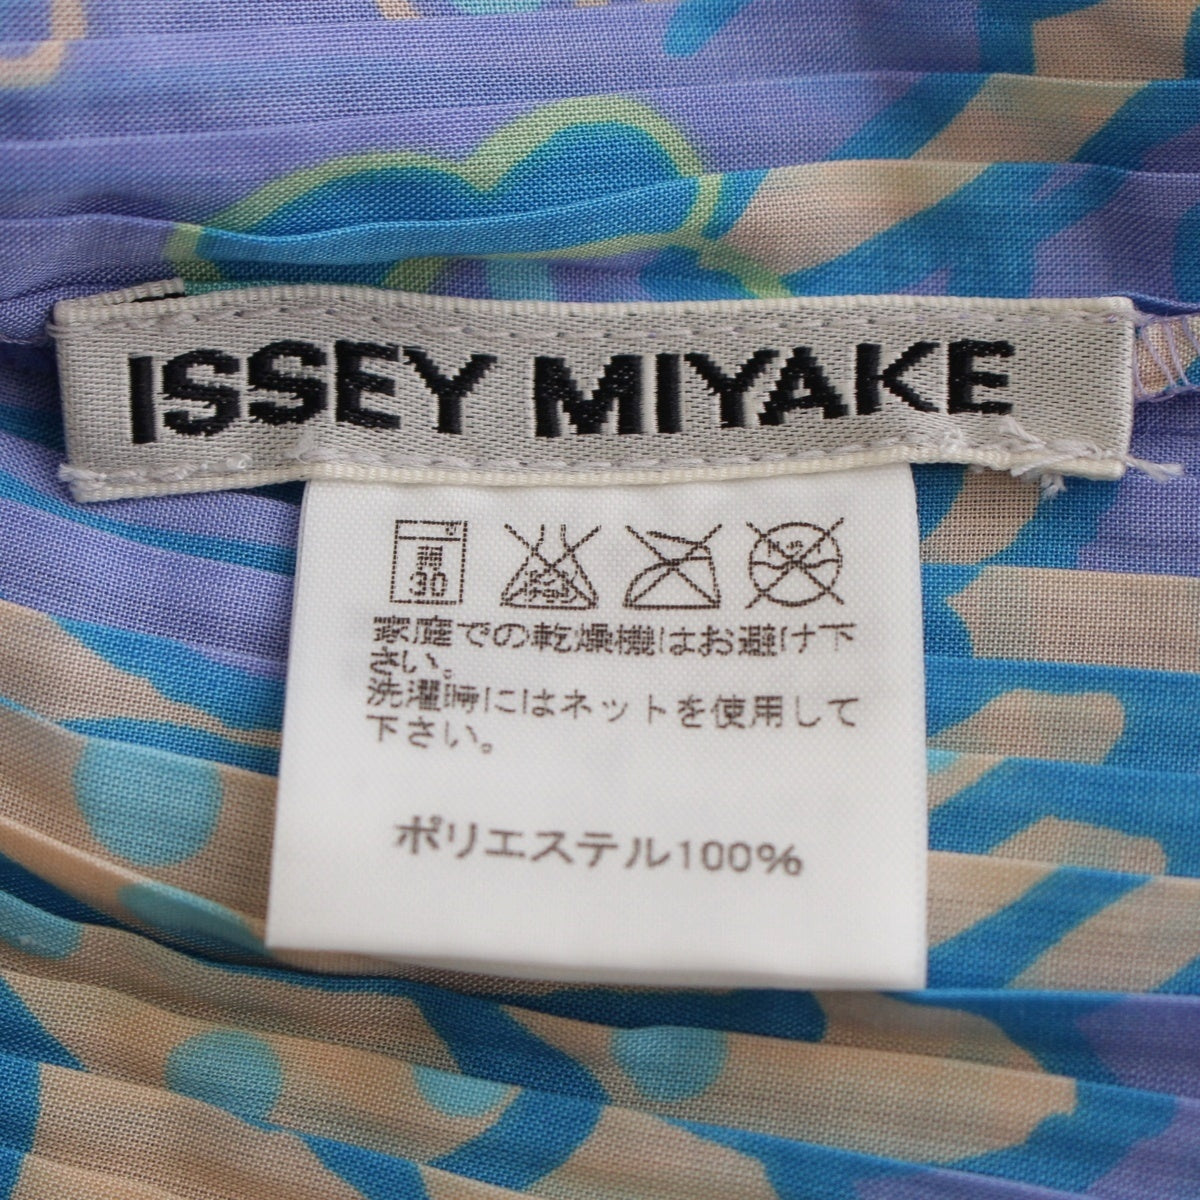 ISSEY MIYAKE
弱
30
家庭での乾燥機はお避け下
さい。
洗濯時にはネットを使用して
下さい。
ポリエステル100%